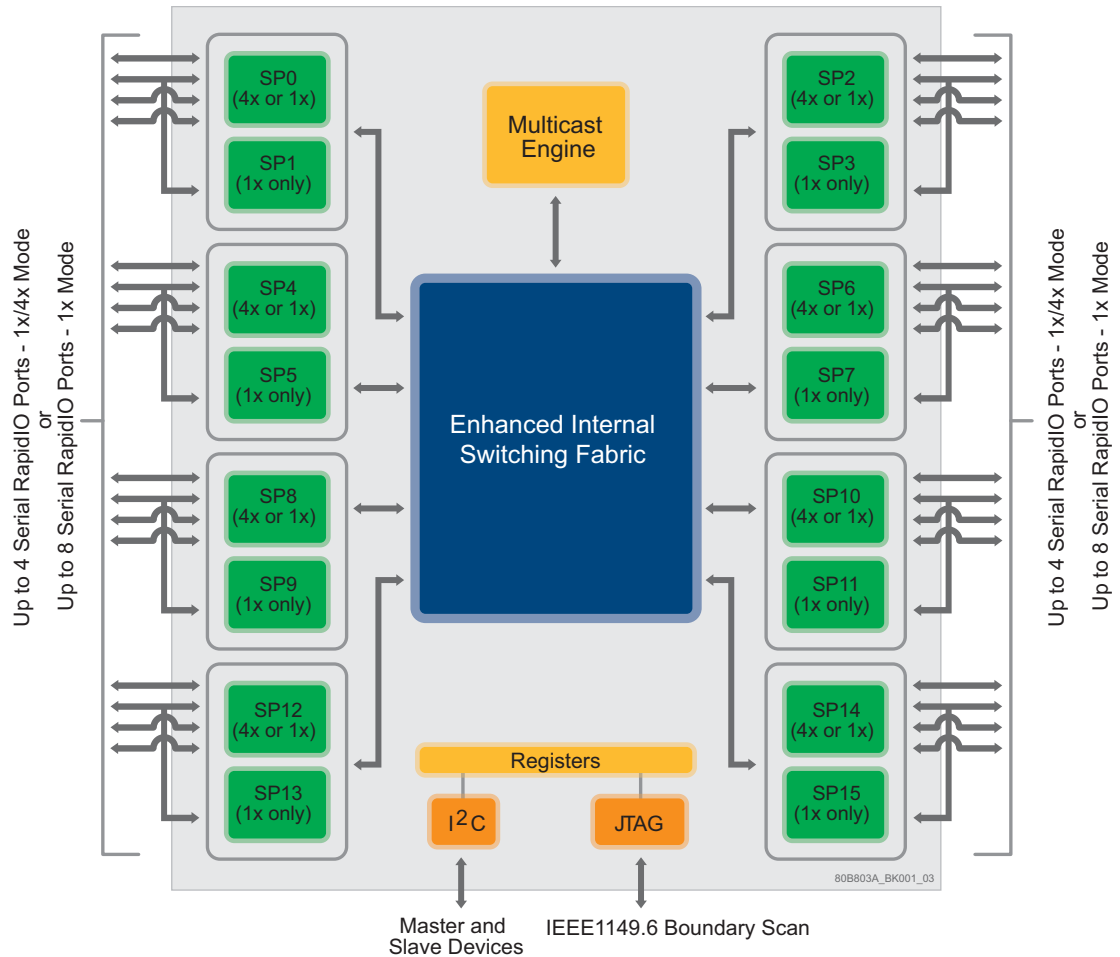 SP0
(4x or 1x)
SP1
(1x only)
SP2
(4x or 1x)
SP3
(1x only)
Multicast
Engine
SP4
(4x or 1x)
SP5
(1x only)
SP6
(4x or 1x)
SP7
(1x only)
Enhanced Internal
Switching Fabric
SP8
(4x or 1x)
SP9
(1x only)
SP10
(4x or 1x)
SP11
(1x only)
SP12
(4x or 1x)
SP13
(1x only)
SP14
(4x or 1x)
SP15
(1x only)
Up to 4 Serial RapidIO Ports - 1x/4x Mode
or
Up to 8 Serial RapidIO Ports - 1x Mode
Up to 4 Serial RapidIO Ports - 1x/4x Mode
or
Up to 8 Serial RapidIO Ports - 1x Mode
Registers
I2C
JTAG
80B803A_BK001_03
Master and
Slave Devices
IEEE1149.6 Boundary Scan